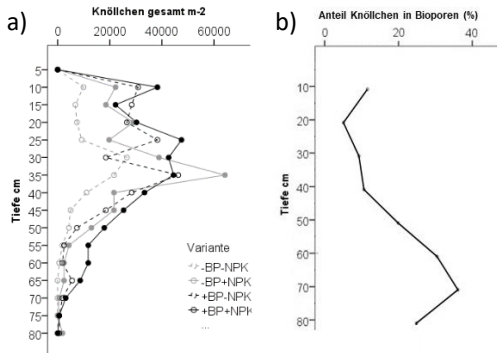 a)
Knöllchen gesamt m-2
0 20000 40000 60000
5
10
15
20
25
30
35
40
45
50
55
60
65
70
75
80
Tiefe cm
Variante
-BP-NPK
-BP+NPK
+BP-NPK
+BP+NPK
...
b)
Anteil Knöllchen in Bioporen (%)
0 20 40
10
20
30
40
50
60
70
80
Tiefe cm